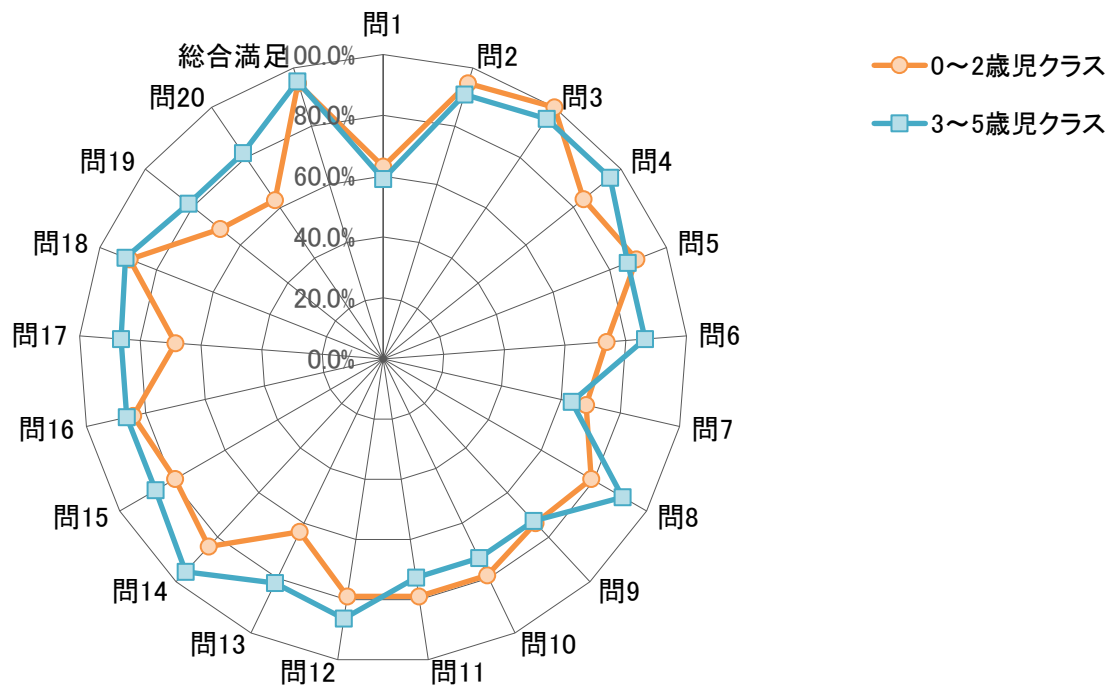 問1
問2
問3
問4
問5
問6
問7
問8
問9
問10
問11
問12
問13
問14
問15
問16
問17
問18
問19
問20
総合満足
100.0%
80.0%
60.0%
40.0%
20.0%
0.0%
0～2歳児クラス
3～5歳児クラス